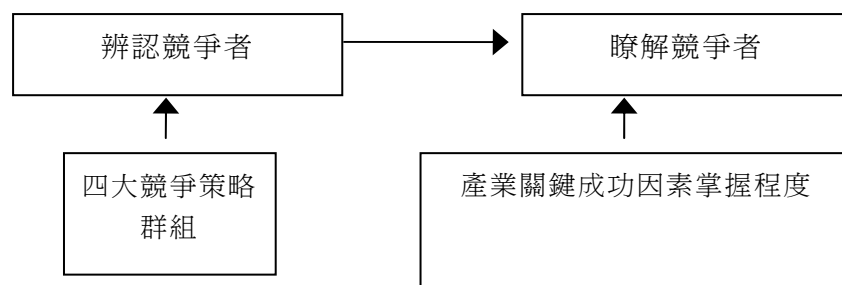 辨認競爭者
瞭解競爭者
四大競爭策略
群組
產業關鍵成功因素掌握程度